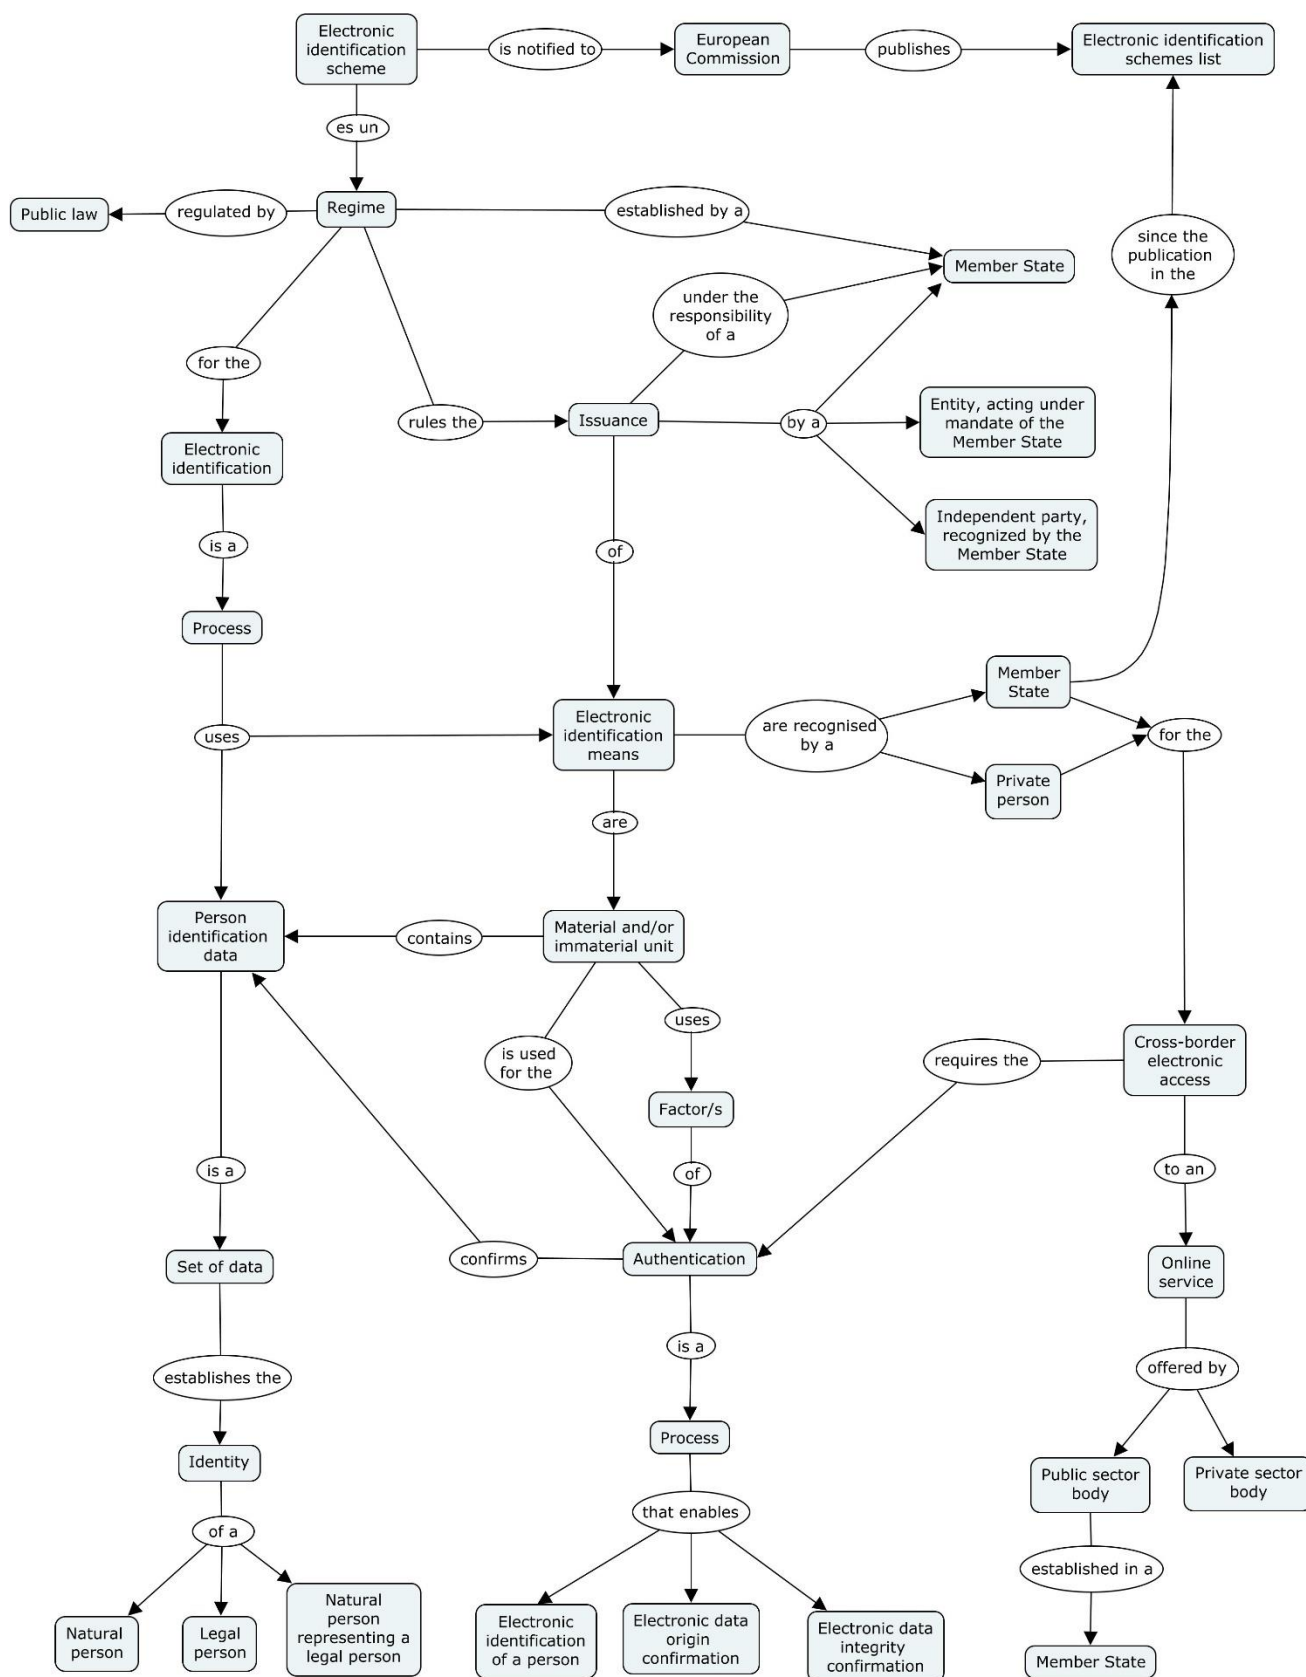 Electronic
identification
scheme
is notified to
European
Commission
publishes
Electronic identification
schemes list
es un
Public law
regulated by
Regime
established by a
since the
publication
in the
Member State
under the
responsibility
of a
for the
rules the
Issuance
by a
Entity, acting under
mandate of the
Member State
Electronic
identification
Independent party,
recognized by the
Member State
is a
of
Process
Member
State
uses
Electronic
identification
means
are recognised
by a
for the
Private
person
are
Person
identification
data
contains
Material and/or
immaterial unit
uses
is used
for the
requires the
Cross-border
electronic
access
Factor/s
is a
of
to an
Set of data
confirms
Authentication
Online
service
is a
establishes the
offered by
Process
Identity
Public sector
body
Private sector
body
of a
that enables
established in a
Natural
person
Legal
person
Natural
person
representing a
legal person
Electronic
identification
of a person
Electronic data
origin
confirmation
Electronic data
integrity
confirmation
Member State